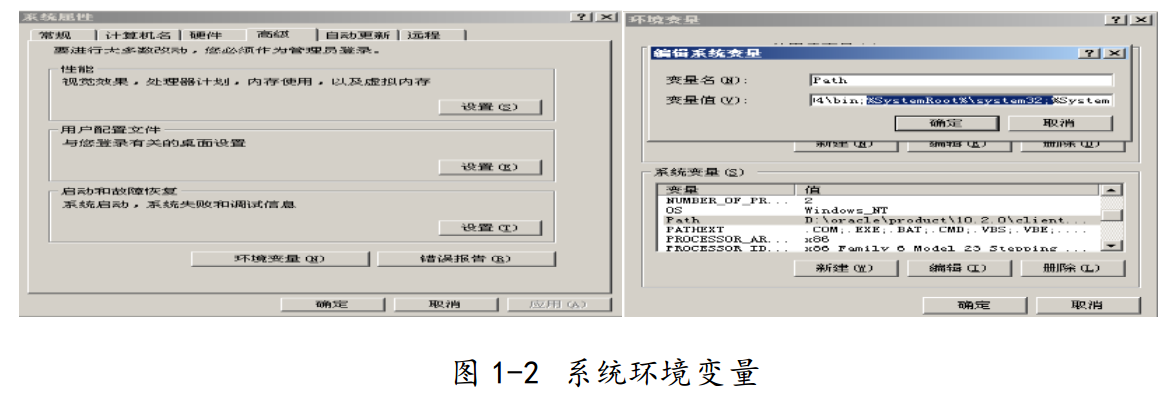 系统属性
常规 计算机名 硬件 高级 自动更新 远程
要进行大多数改动，您必须作为管理员登录。
性能
视觉效果，处理器计划，内存使用，以及虚拟内存
设置(S)
用户配置文件
与您登录有关的桌面设置
设置(E)
启动和故障恢复
系统启动，系统失败和调试信息
设置(T)
环境变量(N) 错误报告(R)
确定 取消 应用(A)
环境变量
编辑系统变量
变量名(N): Path
变量值(V): 04\bin;%SystemRoot%\system32;%System
确定 取消
新建(N) 编辑(E) 删除(D)
系统变量(S)
变量 值
NUMBER_OF_PR... 2
OS Windows_NT
Path D:\oracle\product\10.2.0\client...
PATHEXT .COM;.EXE;.BAT;.CMD;.VBS;.VBE;....
PROCESSOR_AR... x86
PROCESSOR_ID... x86 Family 6 Model 23 Stepping ...
新建(W) 编辑(I) 删除(L)
确定 取消
图 1-2 系统环境变量